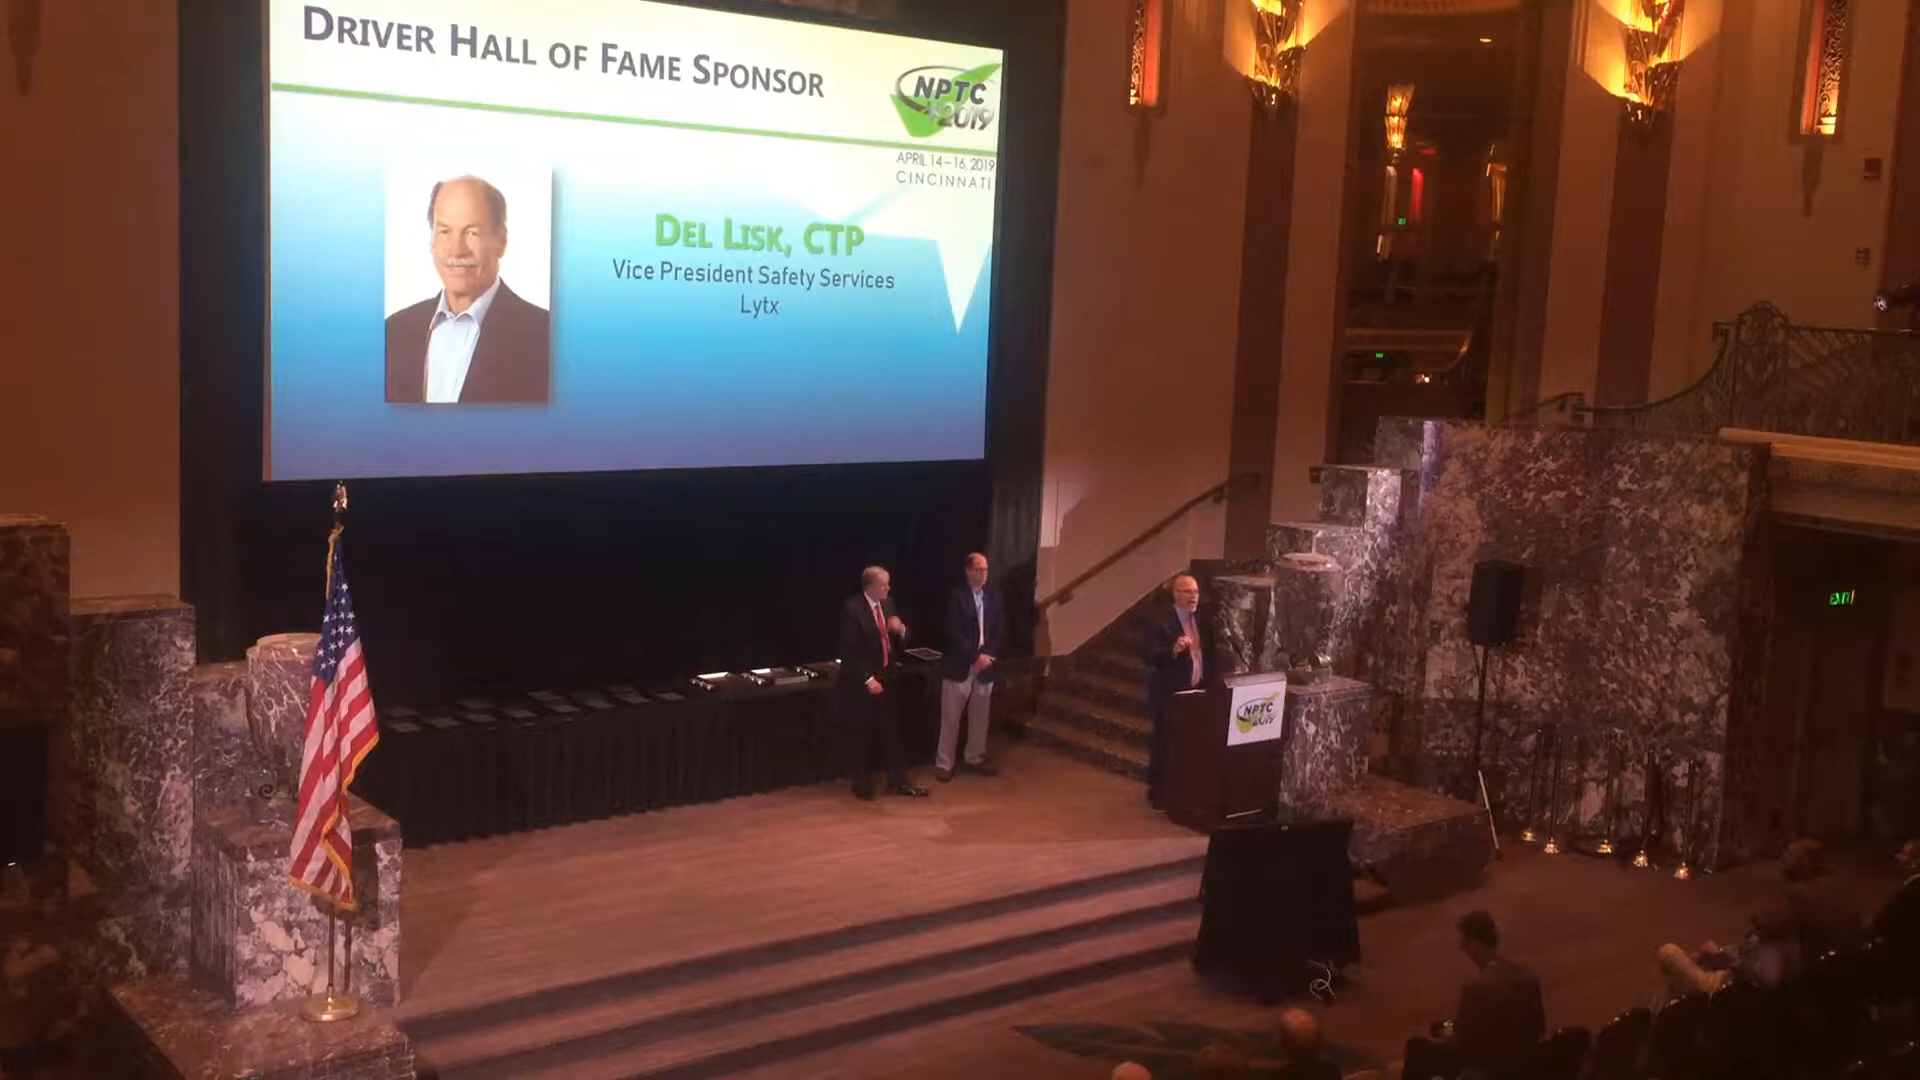 DRIVER HALL OF FAME SPONSOR
NPTC
2019
APRIL 14–16, 2019
CINCINNATI
DEL LISK, CTP
Vice President Safety Services
Lytx
NPTC
2019
EXIT